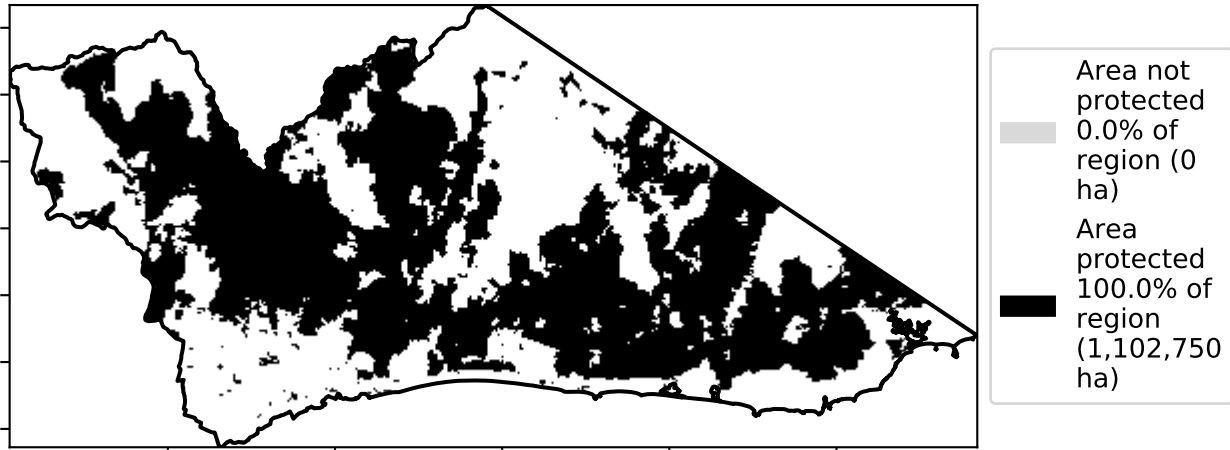 Area not
protected
0.0% of
region (0
ha)
Area
protected
100.0% of
region
(1,102,750
ha)